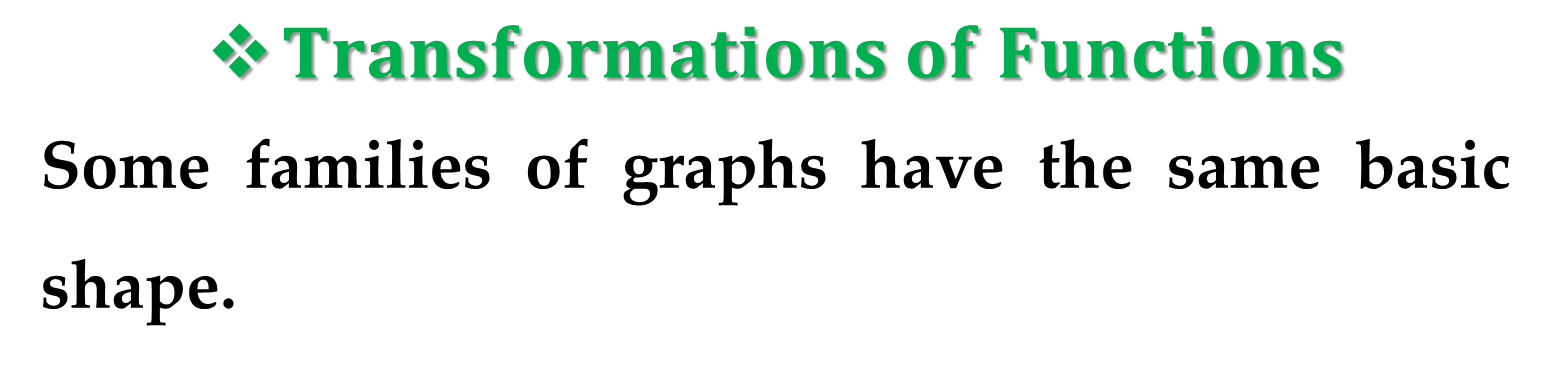 ❖ Transformations of Functions
Some families of graphs have the same basic
shape.